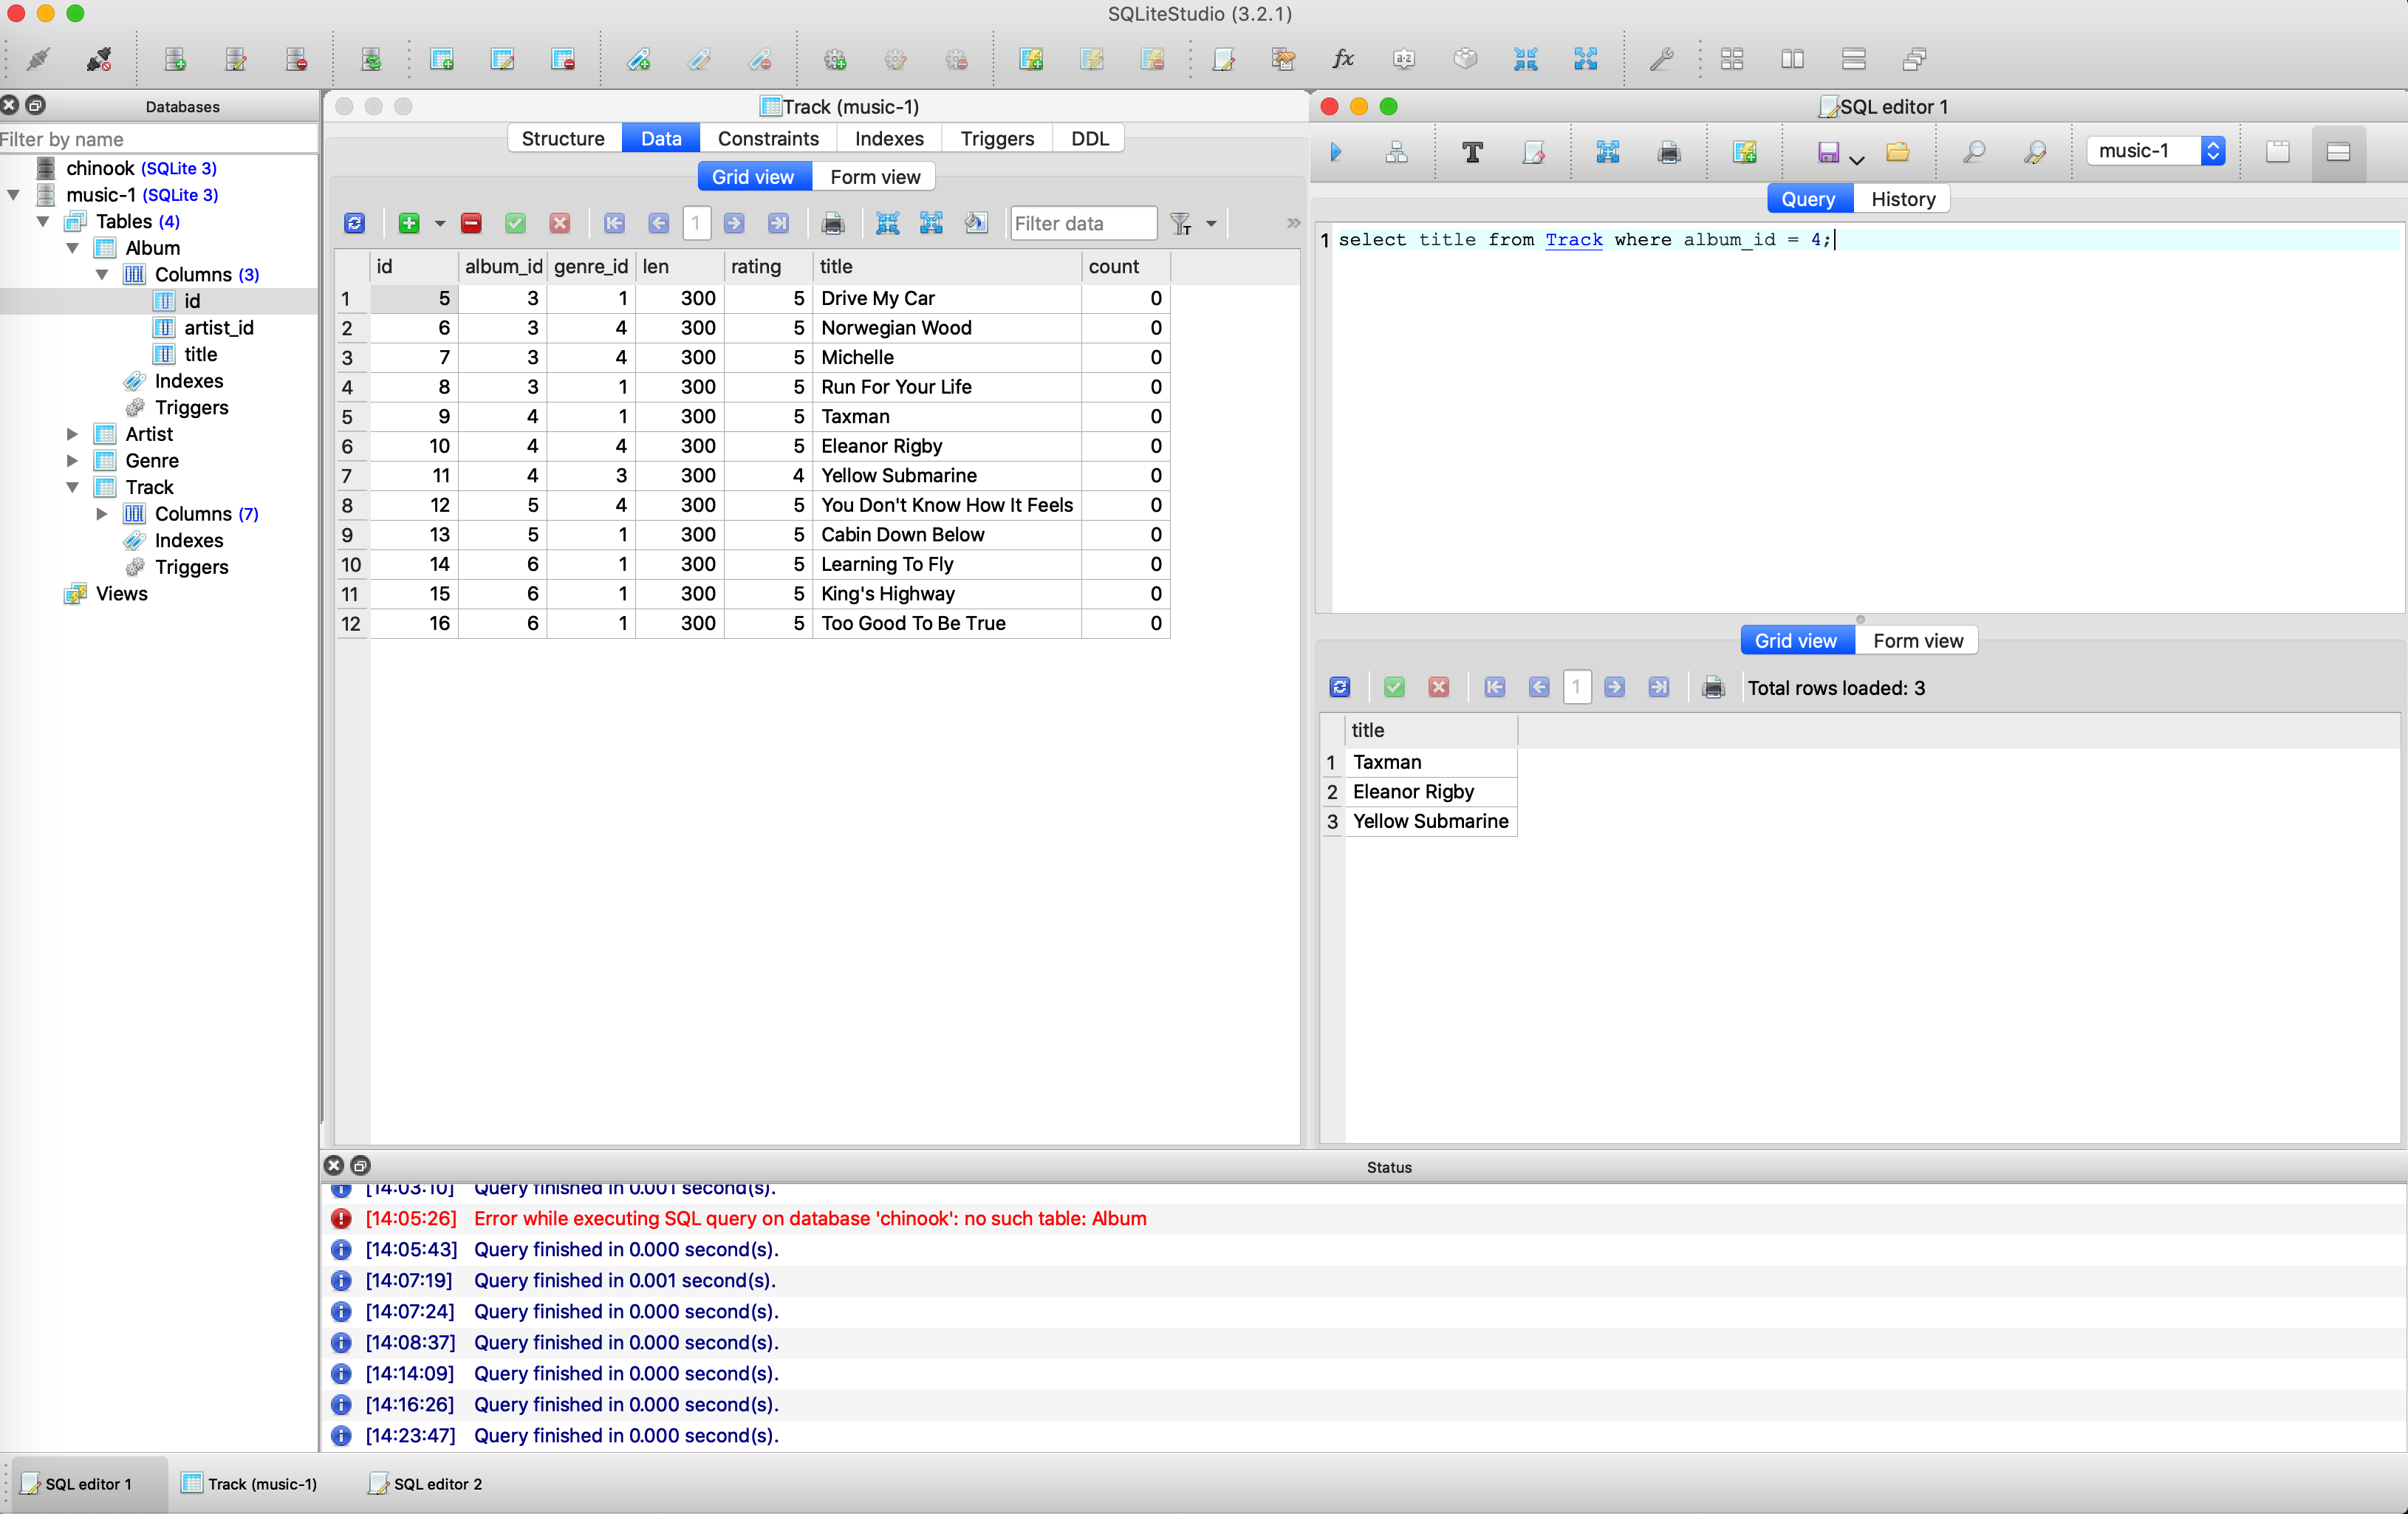 SQLiteStudio (3.2.1)
fx
a-z
Databases
Filter by name
chinook (SQLite 3)
music-1 (SQLite 3)
Tables (4)
Album
Columns (3)
id
artist_id
title
Indexes
Triggers
Artist
Genre
Track
Columns (7)
Indexes
Triggers
Views
Track (music-1)
Structure Data Constraints Indexes Triggers DDL
Grid view Form view
1 Filter data »
id album_id genre_id len rating title count
1 5 3 1 300 5 Drive My Car 0
2 6 3 4 300 5 Norwegian Wood 0
3 7 3 4 300 5 Michelle 0
4 8 3 1 300 5 Run For Your Life 0
5 9 4 1 300 5 Taxman 0
6 10 4 4 300 5 Eleanor Rigby 0
7 11 4 3 300 4 Yellow Submarine 0
8 12 5 4 300 5 You Don't Know How It Feels 0
9 13 5 1 300 5 Cabin Down Below 0
10 14 6 1 300 5 Learning To Fly 0
11 15 6 1 300 5 King's Highway 0
12 16 6 1 300 5 Too Good To Be True 0
SQL editor 1
T music-1
Query History
1 select title from Track where album_id = 4;
Grid view Form view
1 Total rows loaded: 3
title
1 Taxman
2 Eleanor Rigby
3 Yellow Submarine
Status
[14:03:10] Query finished in 0.001 second(s).
[14:05:26] Error while executing SQL query on database 'chinook': no such table: Album
[14:05:43] Query finished in 0.000 second(s).
[14:07:19] Query finished in 0.001 second(s).
[14:07:24] Query finished in 0.000 second(s).
[14:08:37] Query finished in 0.000 second(s).
[14:14:09] Query finished in 0.000 second(s).
[14:16:26] Query finished in 0.000 second(s).
[14:23:47] Query finished in 0.000 second(s).
SQL editor 1 Track (music-1) SQL editor 2